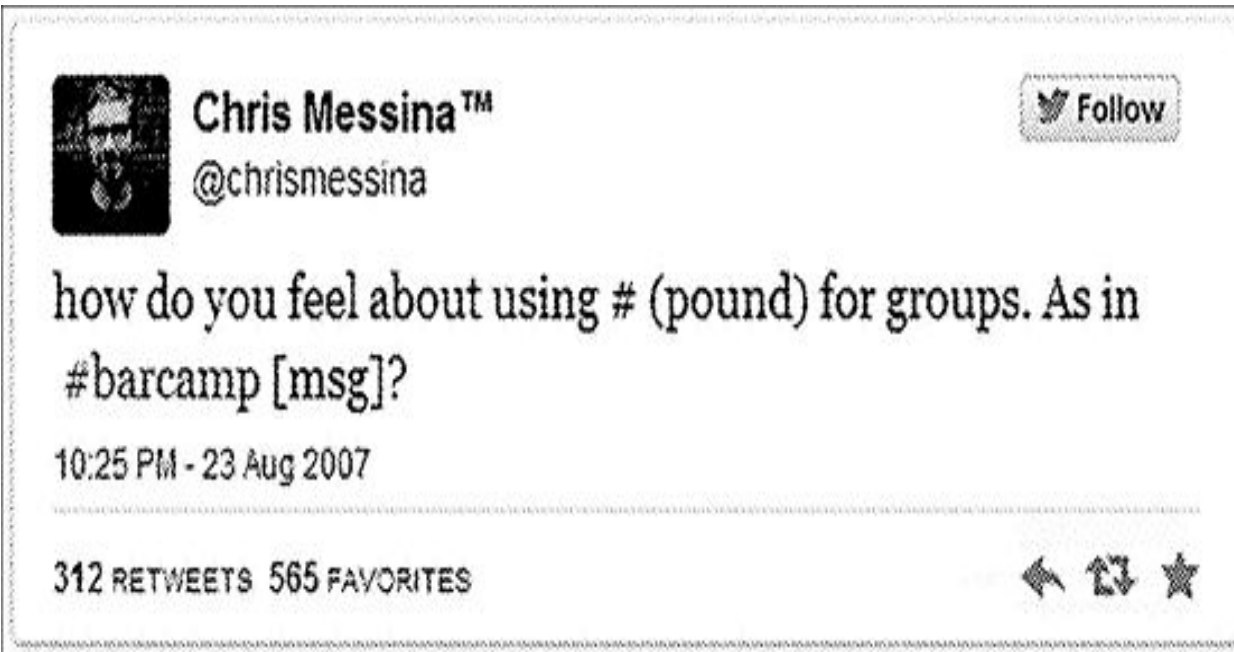 Chris Messina™
Follow
@chrismessina
how do you feel about using # (pound) for groups. As in
#barcamp [msg]?
10:25 PM - 23 Aug 2007
312 RETWEETS 565 FAVORITES